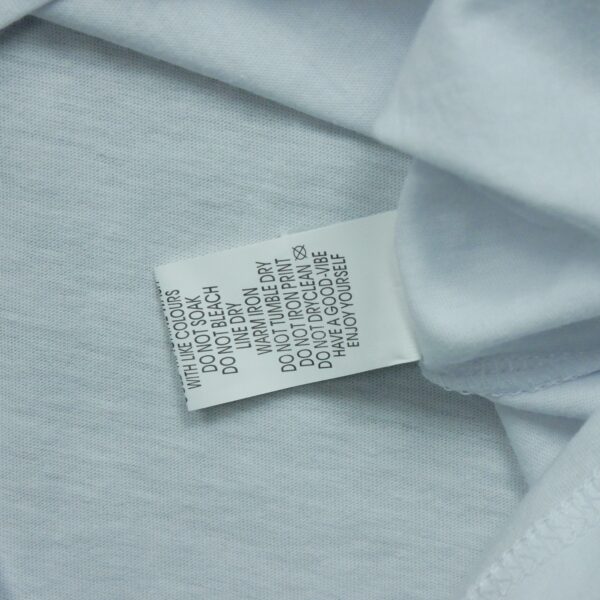 WITH LIKE COLOURS
DO NOT SOAK
DO NOT BLEACH
LINE DRY
WARM IRON
DO NOT TUMBLE DRY
DO NOT IRON PRINT
DO NOT DRYCLEAN
HAVE A GOOD-VIBE
ENJOY YOURSELF